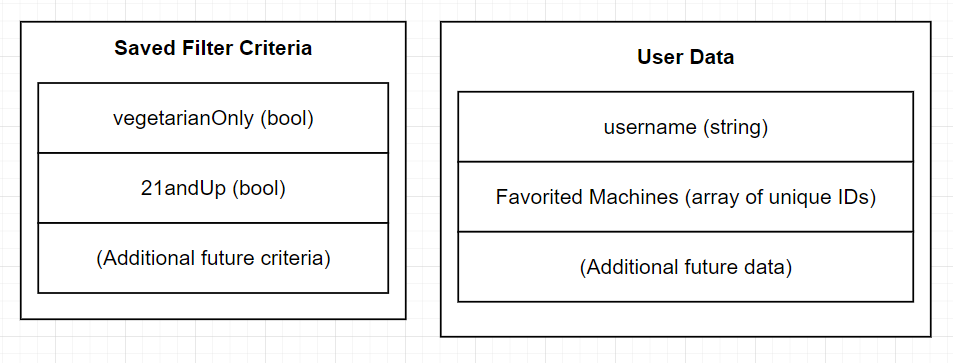 Saved Filter Criteria
vegetarianOnly (bool)
21andUp (bool)
(Additional future criteria)
User Data
username (string)
Favorited Machines (array of unique IDs)
(Additional future data)